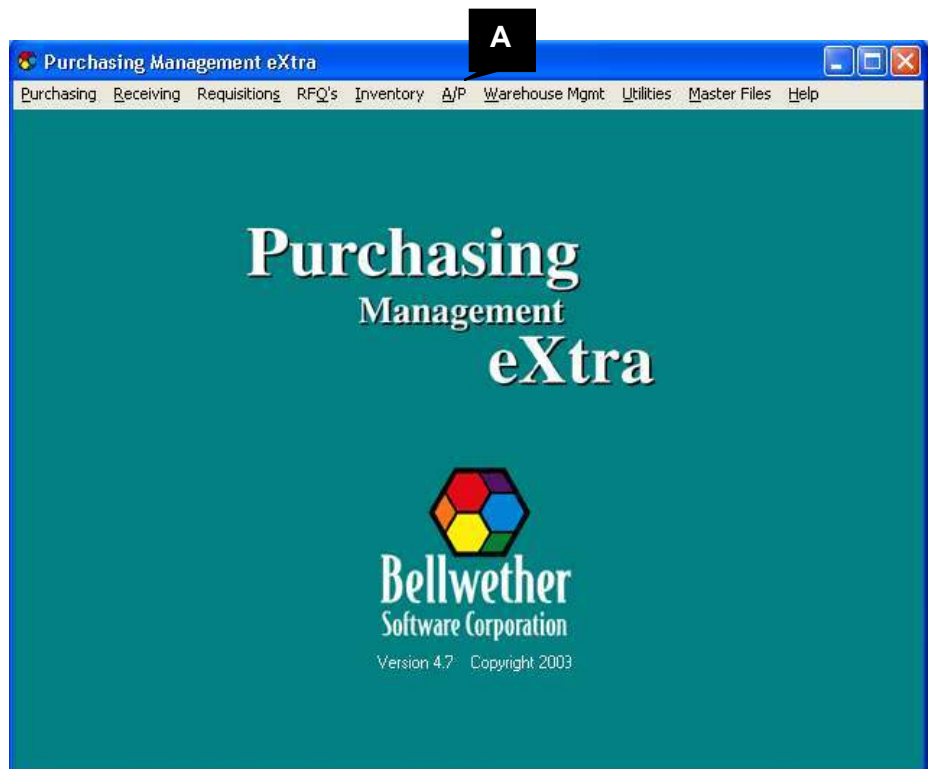 A
Purchasing Management eXtra
Purchasing Receiving Requisitions RFQ's Inventory A/P Warehouse Mgmt Utilities Master Files Help
Purchasing
Management
eXtra
Bellwether
Software Corporation
Version 4.7 Copyright 2003